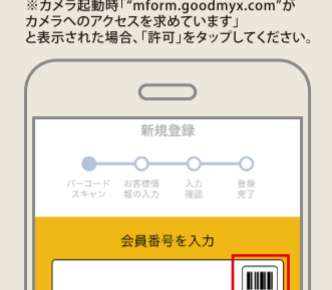 ※カメラ起動時「“mform.goodmyx.com”が
カメラへのアクセスを求めています」
と表示された場合、「許可」をタップしてください。
新規登録
バーコード
スキャン
お客様情
報の入力
入力
確認
登録
完了
会員番号を入力